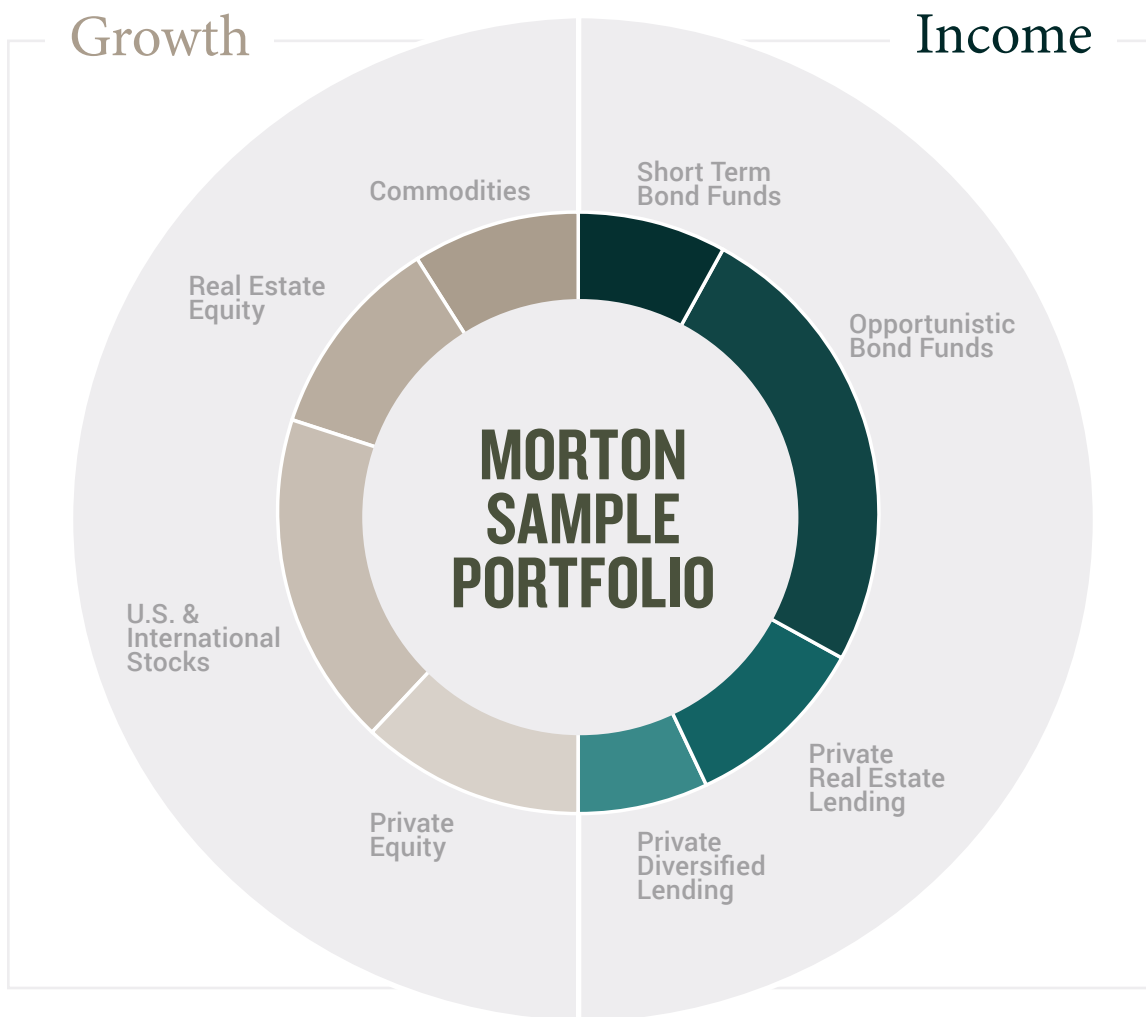 Growth
Income
Commodities
Short Term
Bond Funds
Real Estate
Equity
Opportunistic
Bond Funds
MORTON
SAMPLE
PORTFOLIO
U.S. &
International
Stocks
Private
Real Estate
Lending
Private
Equity
Private
Diversified
Lending